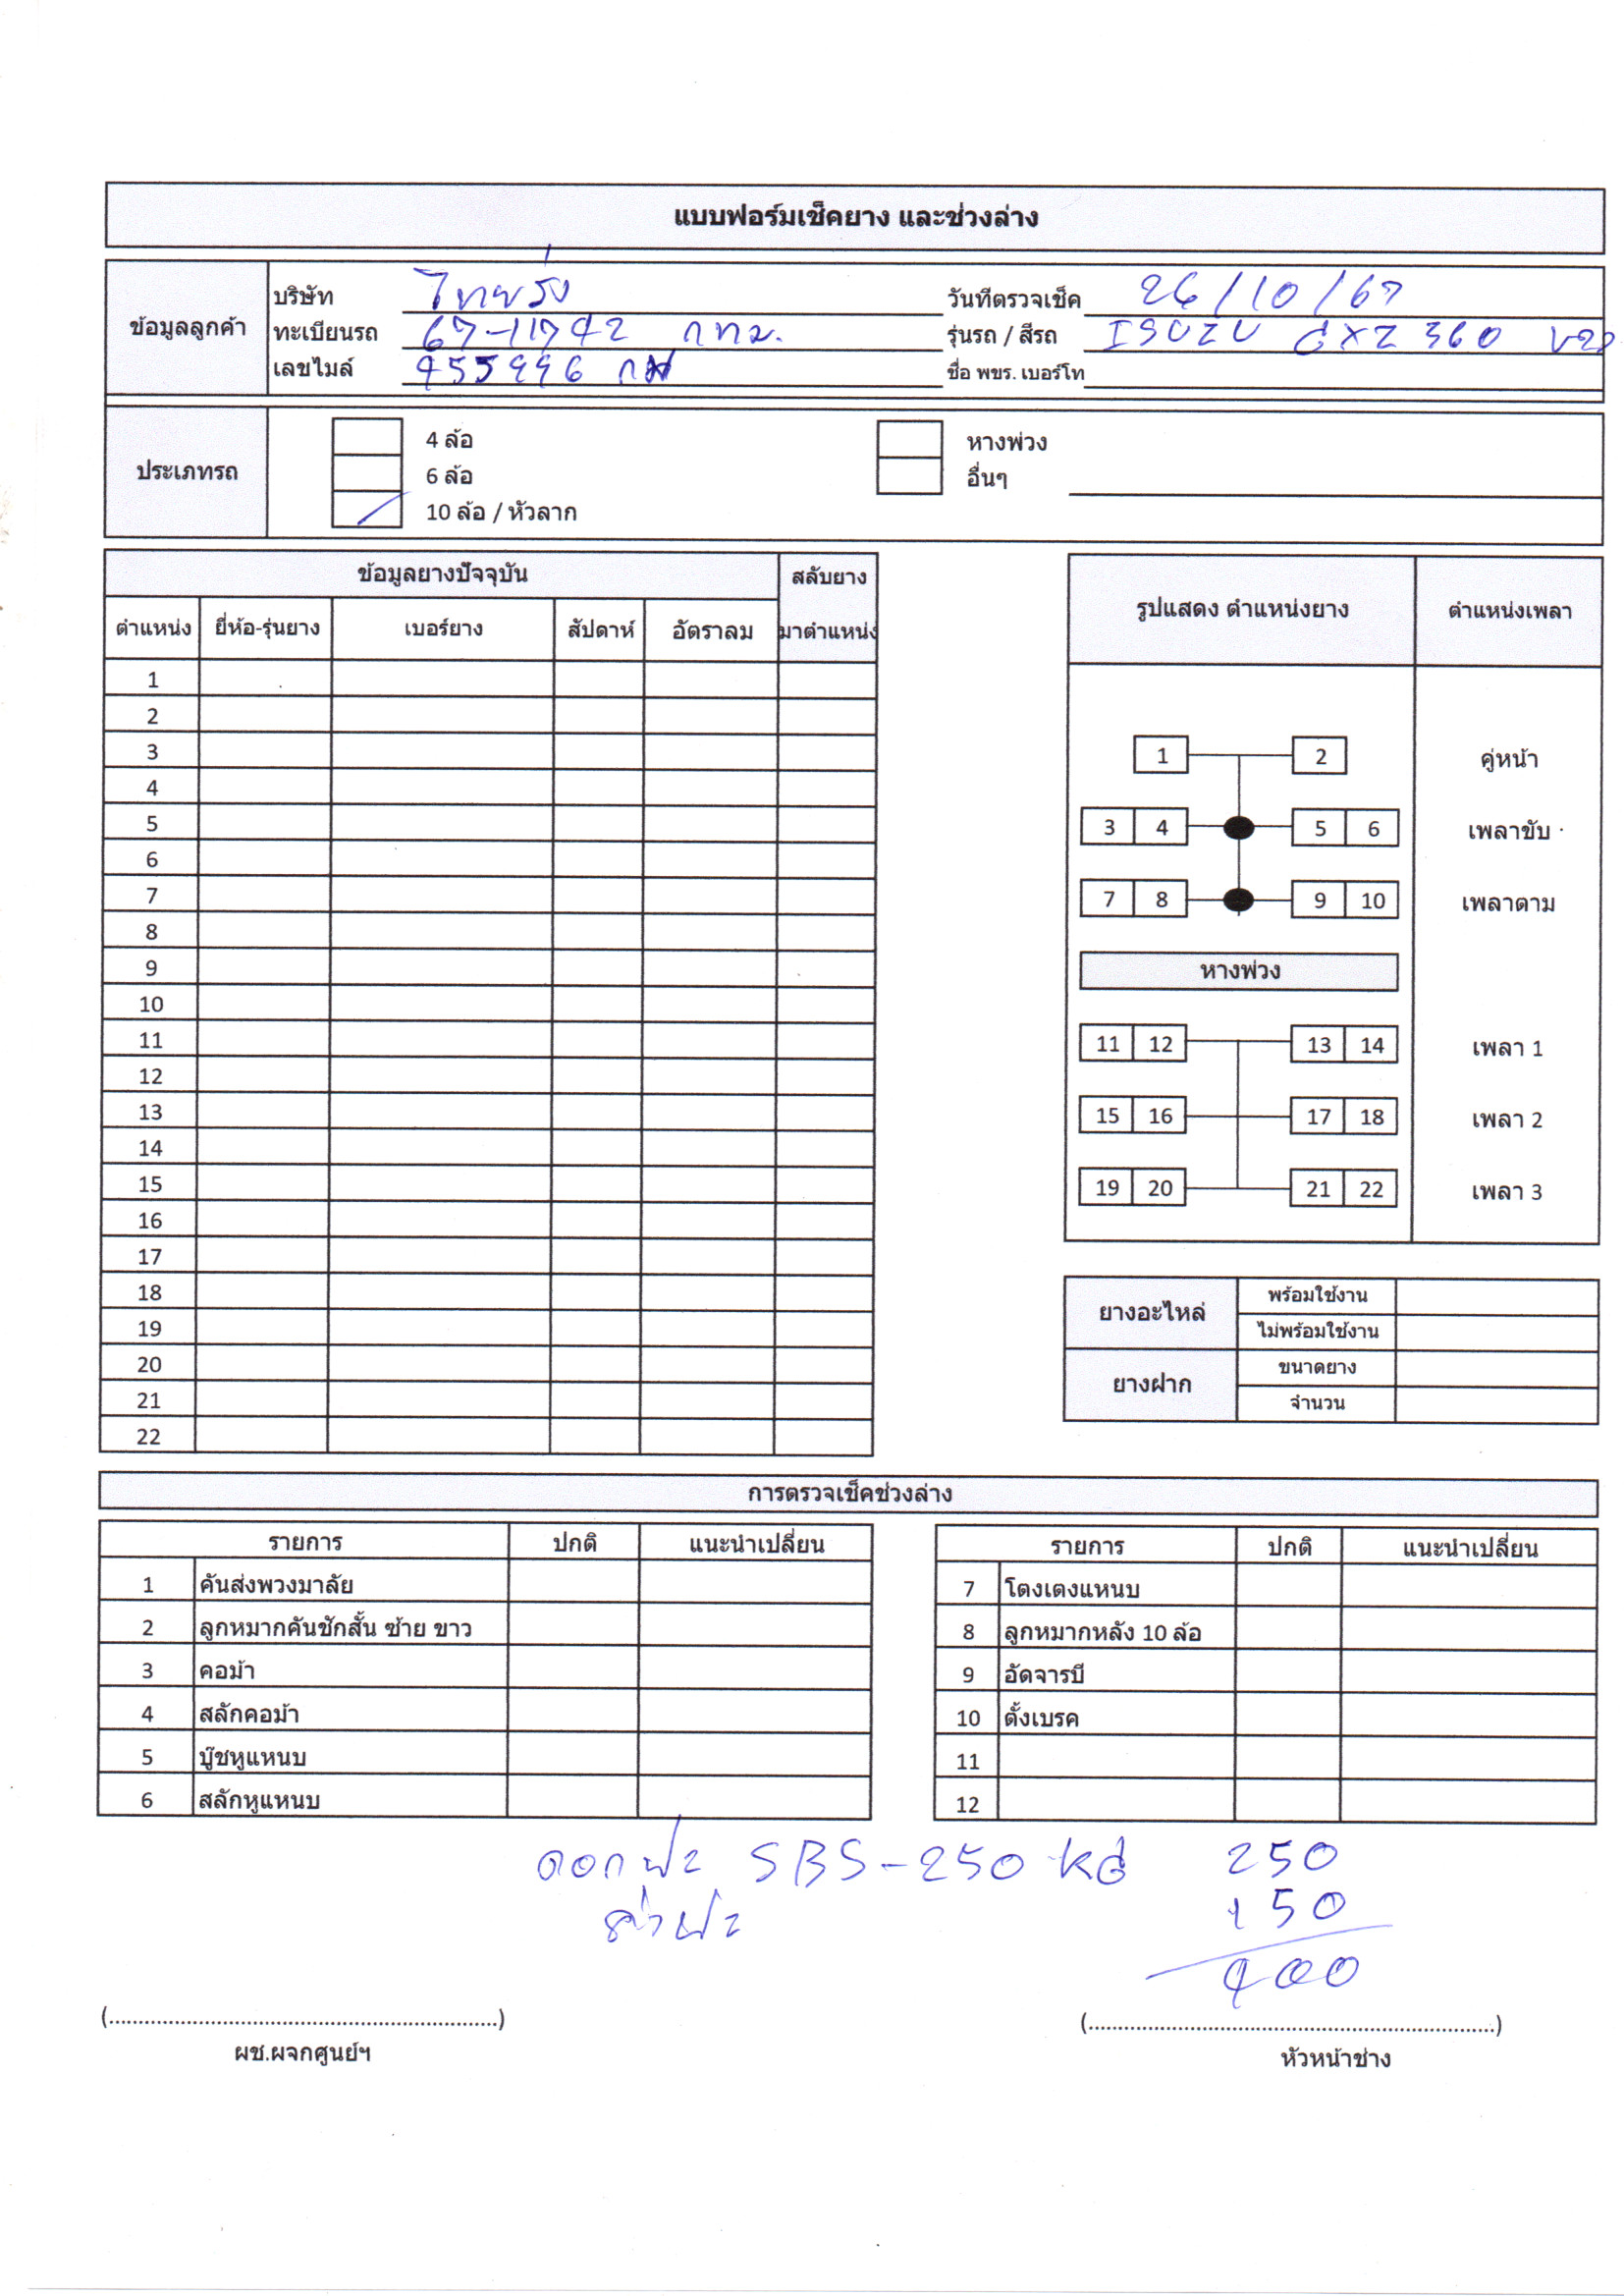 แบบฟอร์มเช็คยาง และช่วงล่าง
ข้อมูลลูกค้า
บริษัท ไทยรุ่ง วันที่ตรวจเช็ค 26/10/67
ทะเบียนรถ กทม. รุ่นรถ / สีรถ ISUZU GXZ 360
เลขไมล์ ชื่อ พขร. เบอร์โท
ประเภทรถ
4 ล้อ หางพ่วง
6 ล้อ อื่นๆ
10 ล้อ / หัวลาก
ข้อมูลยางปัจจุบัน สลับยาง
ตำแหน่ง ยี่ห้อ-รุ่นยาง เบอร์ยาง สัปดาห์ อัตราลม มาตำแหน่ง
1
2
3
4
5
6
7
8
9
10
11
12
13
14
15
16
17
18
19
20
21
22
รูปแสดง ตำแหน่งยาง ตำแหน่งเพลา
1 2 คู่หน้า
3 4 5 6 เพลาขับ
7 8 9 10 เพลาตาม
หางพ่วง
11 12 13 14 เพลา 1
15 16 17 18 เพลา 2
19 20 21 22 เพลา 3
ยางอะไหล่ พร้อมใช้งาน
ไม่พร้อมใช้งาน
ยางฝาก ขนาดยาง
จำนวน
การตรวจเช็คช่วงล่าง
รายการ ปกติ แนะนำเปลี่ยน
1 คันส่งพวงมาลัย
2 ลูกหมากคันชักสั้น ซ้าย ขาว
3 คอม้า
4 สลักคอม้า
5 บู๊ชหูแหนบ
6 สลักหูแหนบ
รายการ ปกติ แนะนำเปลี่ยน
7 โตงเตงแหนบ
8 ลูกหมากหลัง 10 ล้อ
9 อัดจารบี
10 ตั้งเบรค
11
12
ดอกปะ SBS-250 KG 250
ค่าปะ 150
400
(................................................................) (....................................................................)
ผช.ผจกศูนย์ฯ หัวหน้าช่าง